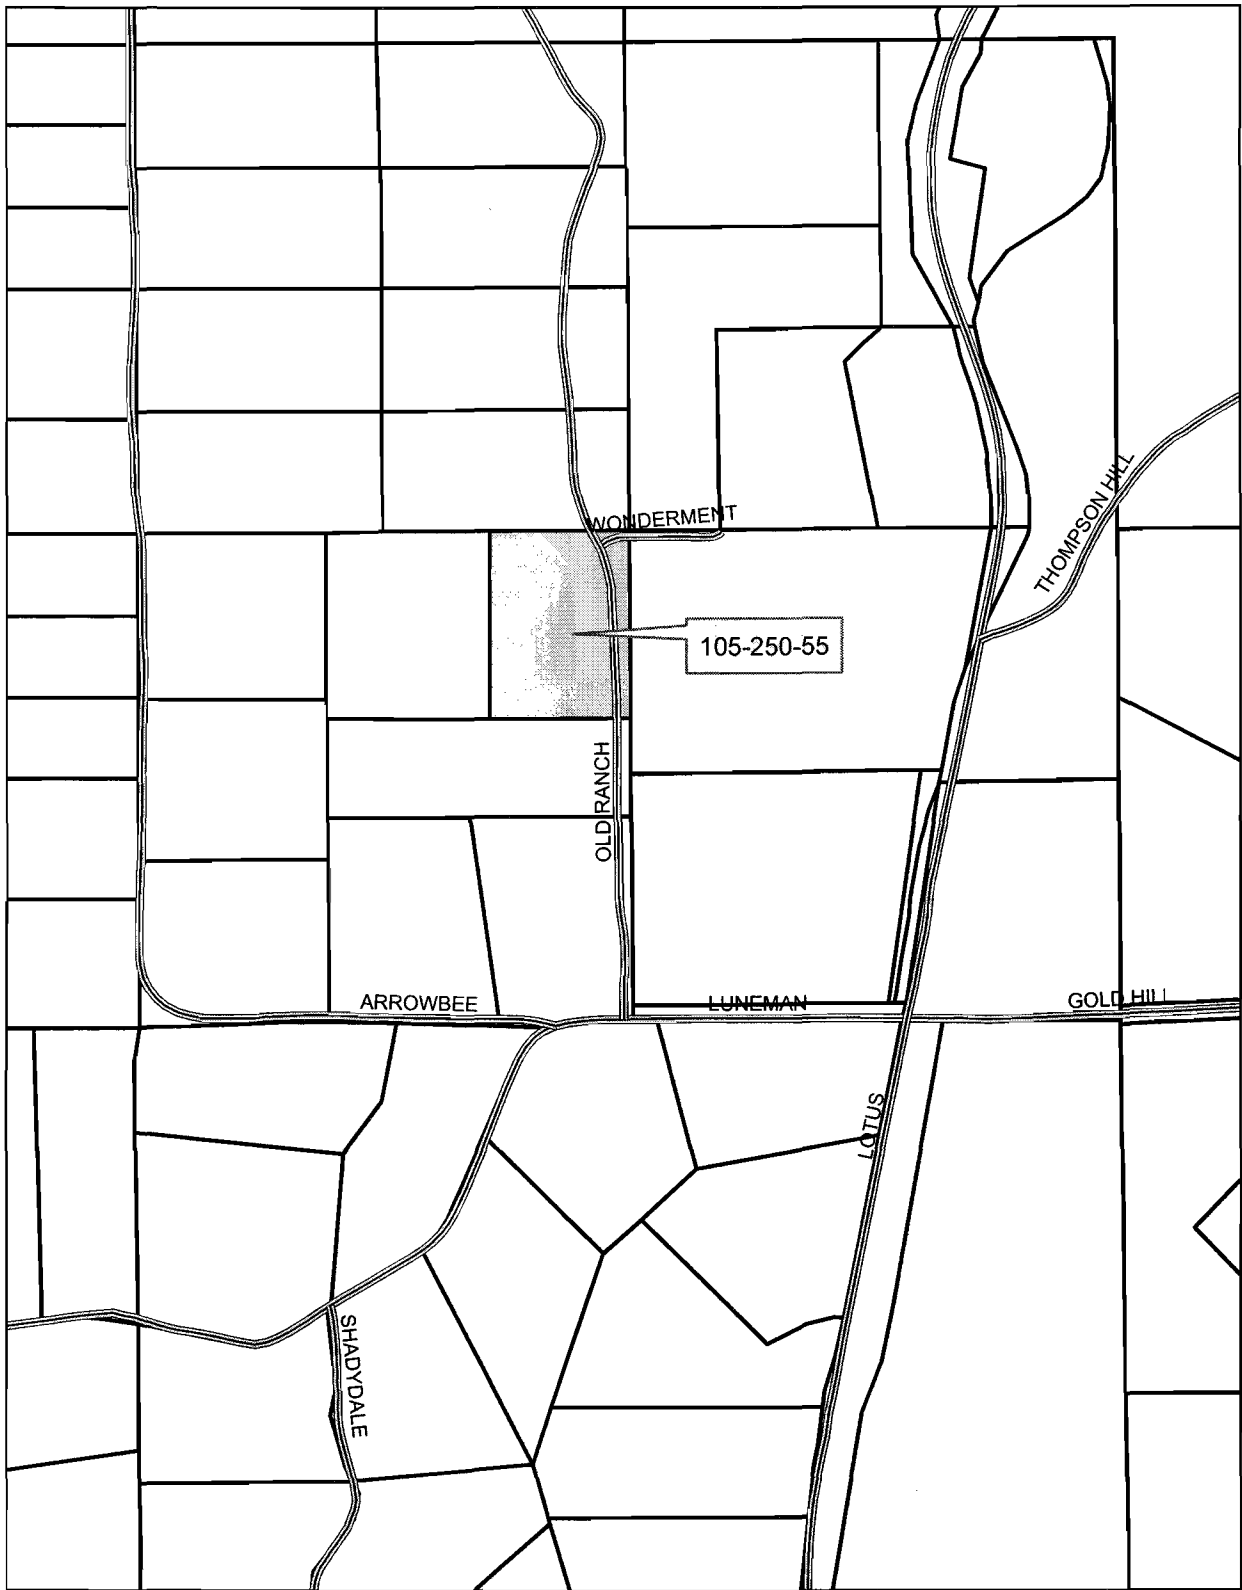 WONDERMENT
THOMPSON HILL
105-250-55
OLD RANCH
ARROWBEE
LUNEMAN
GOLD HILL
LOTUS
SHADYDALE